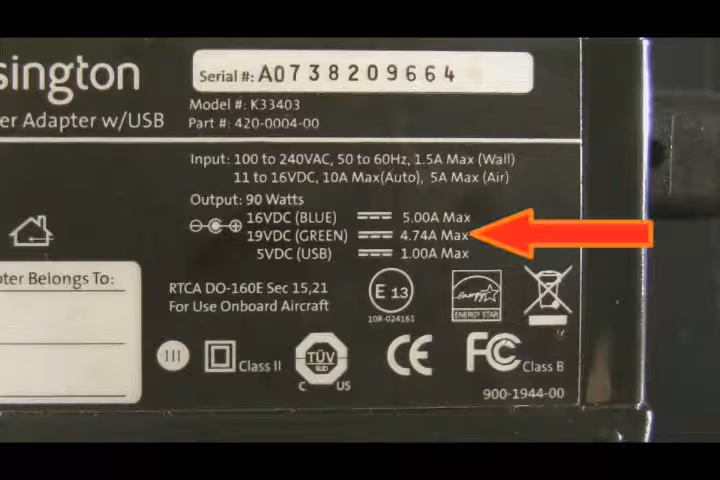 sington
er Adapter w/USB
Serial #: A0738209664
Model #: K33403
Part #: 420-0004-00
Input: 100 to 240VAC, 50 to 60Hz, 1.5A Max (Wall)
11 to 16VDC, 10A Max(Auto), 5A Max (Air)
Output: 90 Watts
16VDC (BLUE) 5.00A Max
19VDC (GREEN) 4.74A Max
5VDC (USB) 1.00A Max
pter Belongs To:
RTCA DO-160E Sec 15,21
For Use Onboard Aircraft
E 13
10R-024161
energy
ENERGY STAR
III
Class II
TÜV
SUD
C US
CE
FC Class B
900-1944-00